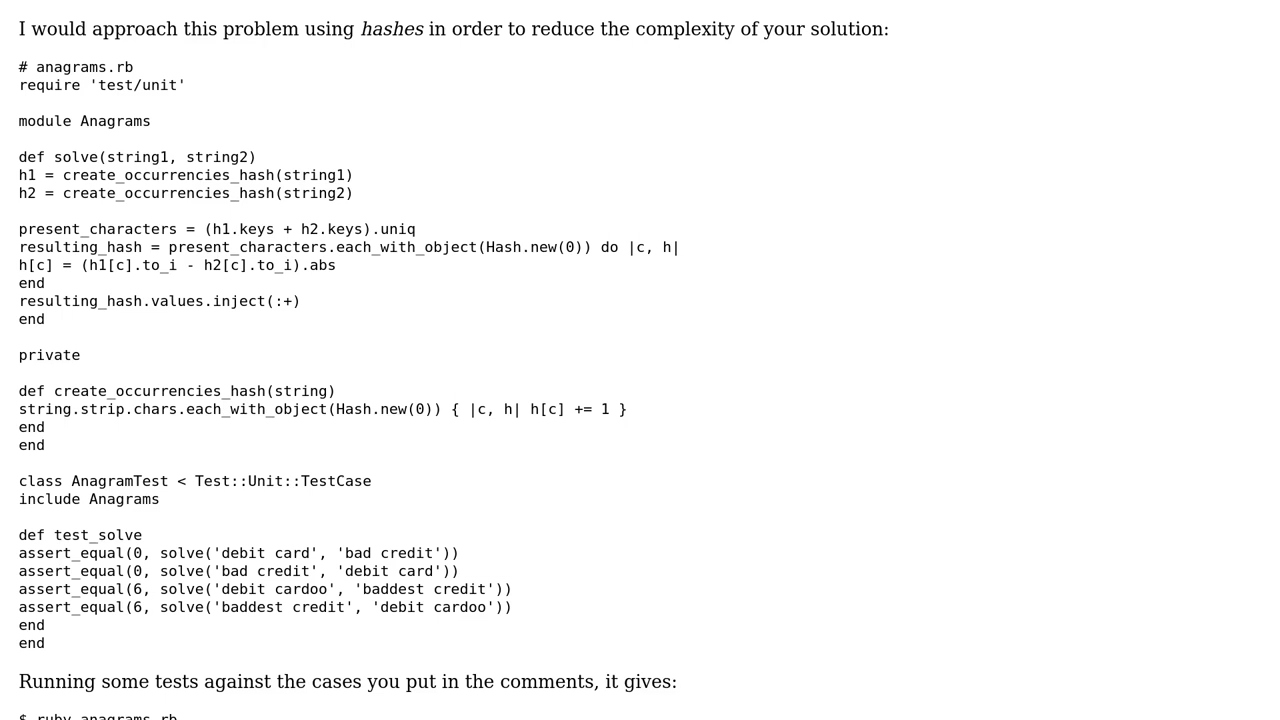 I would approach this problem using hashes in order to reduce the complexity of your solution:
# anagrams.rb
require 'test/unit'
module Anagrams
def solve(string1, string2)
h1 = create_occurrencies_hash(string1)
h2 = create_occurrencies_hash(string2)
present_characters = (h1.keys + h2.keys).uniq
resulting_hash = present_characters.each_with_object(Hash.new(0)) do |c, h|
h[c] = (h1[c].to_i - h2[c].to_i).abs
end
resulting_hash.values.inject(:+)
end
private
def create_occurrencies_hash(string)
string.strip.chars.each_with_object(Hash.new(0)) { |c, h| h[c] += 1 }
end
end
class AnagramTest < Test::Unit::TestCase
include Anagrams
def test_solve
assert_equal(0, solve('debit card', 'bad credit'))
assert_equal(0, solve('bad credit', 'debit card'))
assert_equal(6, solve('debit cardoo', 'baddest credit'))
assert_equal(6, solve('baddest credit', 'debit cardoo'))
end
end
Running some tests against the cases you put in the comments, it gives:
$ ruby anagrams.rb